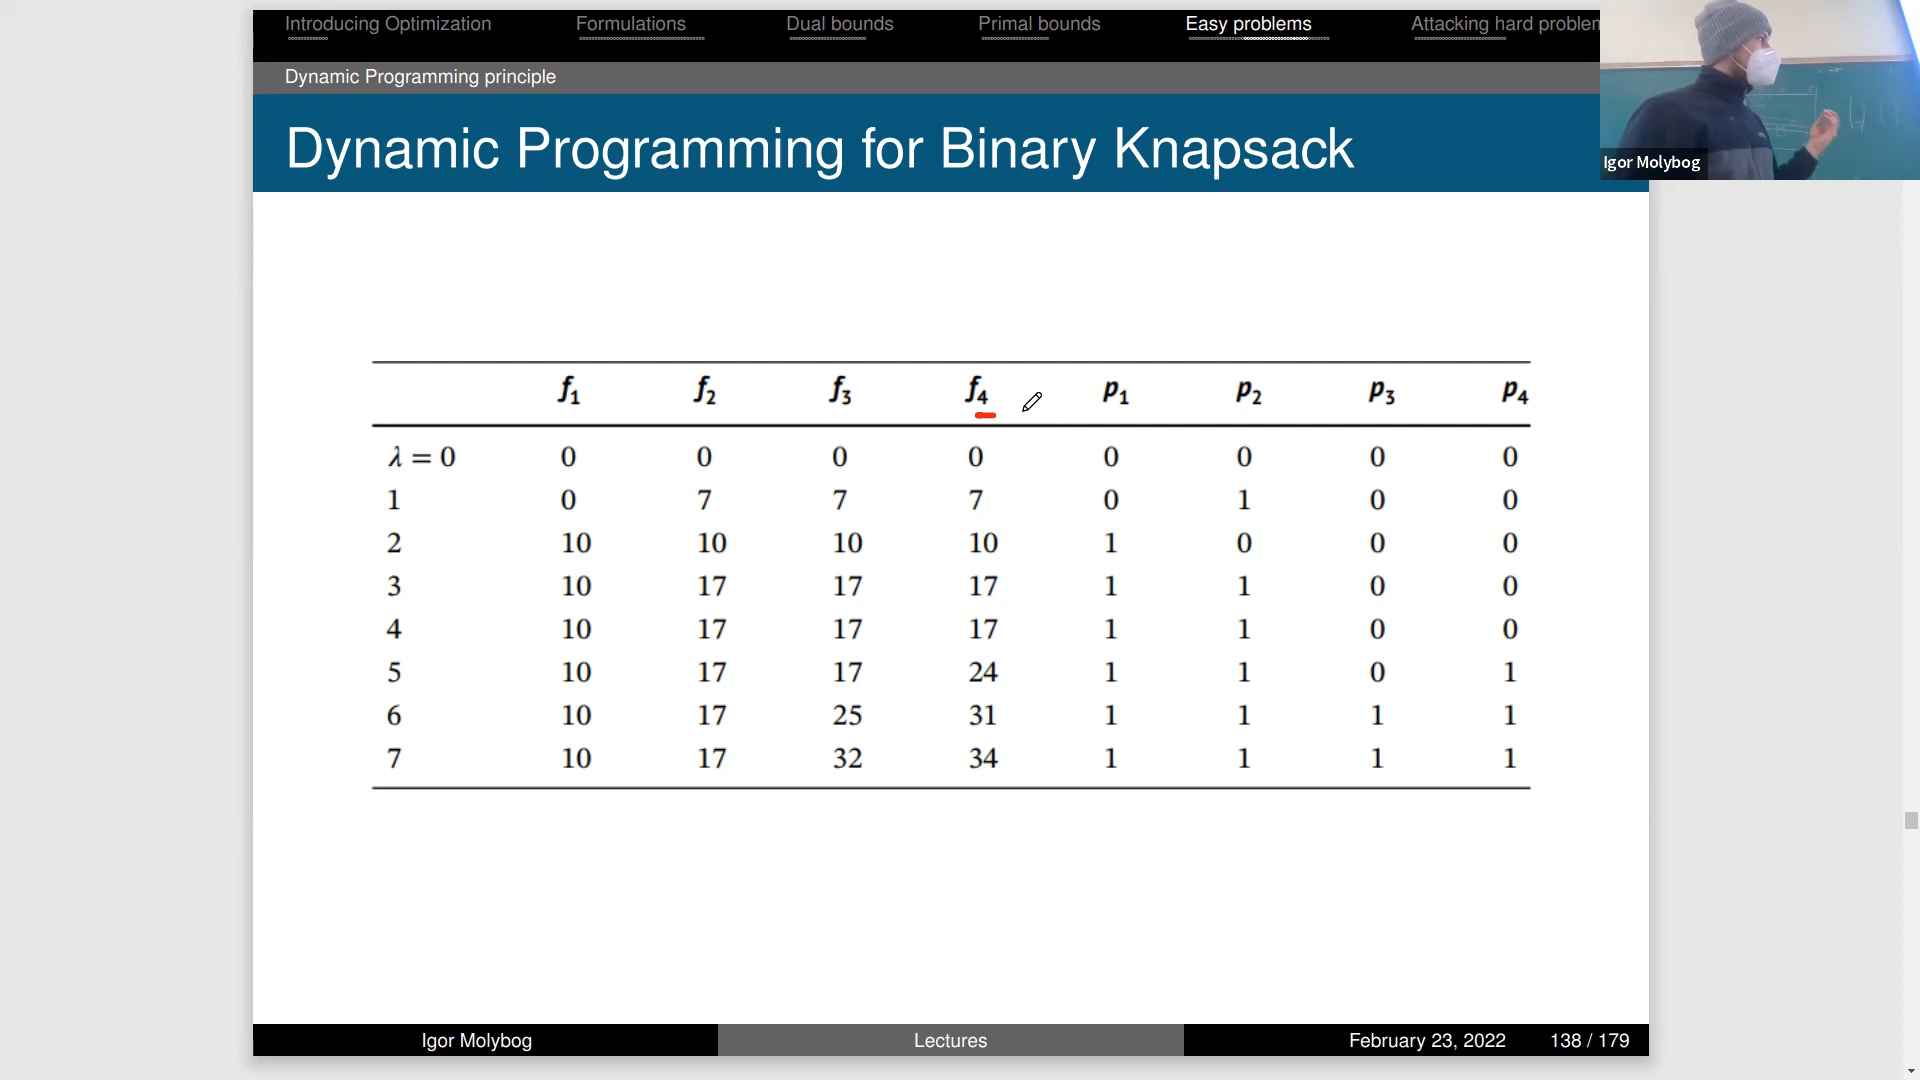 Introducing Optimization Formulations Dual bounds Primal bounds Easy problems Attacking hard problem
Dynamic Programming principle
Dynamic Programming for Binary Knapsack
Igor Molybog
f1 f2 f3 f4 p1 p2 p3 p4
λ = 0 0 0 0 0 0 0 0 0
1 0 7 7 7 0 1 0 0
2 10 10 10 10 1 0 0 0
3 10 17 17 17 1 1 0 0
4 10 17 17 17 1 1 0 0
5 10 17 17 24 1 1 0 1
6 10 17 25 31 1 1 1 1
7 10 17 32 34 1 1 1 1
Igor Molybog Lectures February 23, 2022 138 / 179